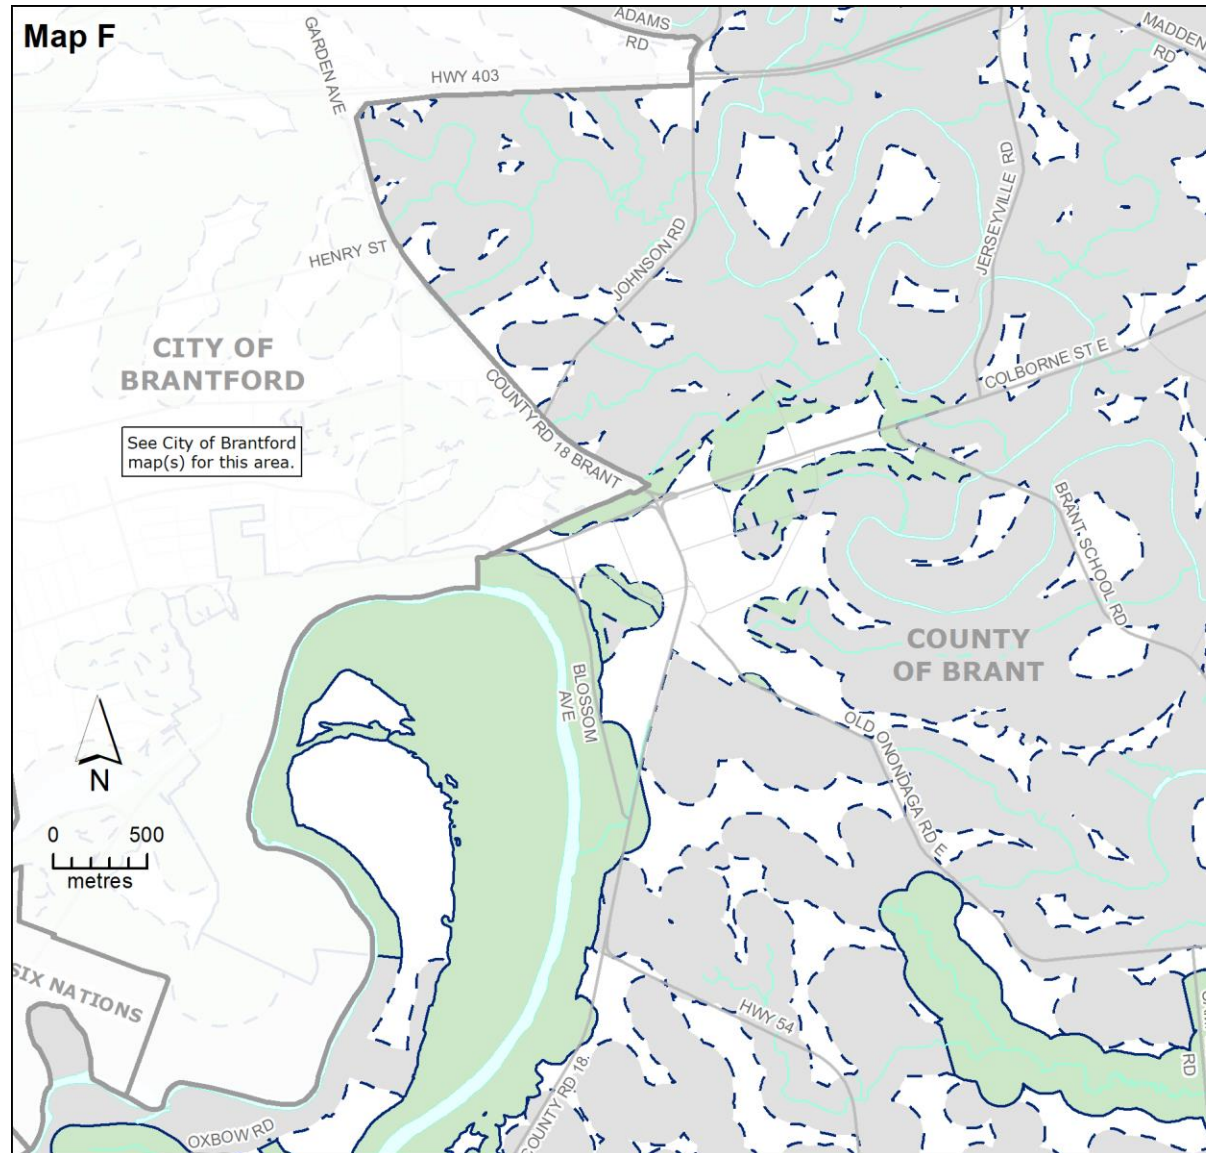 Map F
ADAMS
RD
MADDEN
RD
GARDEN AVE
HWY 403
JERSEYVILLE RD
HENRY ST
JOHNSON RD
CITY OF
BRANTFORD
COUNTY RD 18 BRANT
COLBORNE ST E
See City of Brantford
map(s) for this area.
BRANT SCHOOL RD
COUNTY
OF BRANT
BLOSSOM
AVE
OLD ONONDAGA RD E
N
0 500
metres
SIX NATIONS
HWY 54
RD
COUNTY RD 18
OXBOW RD